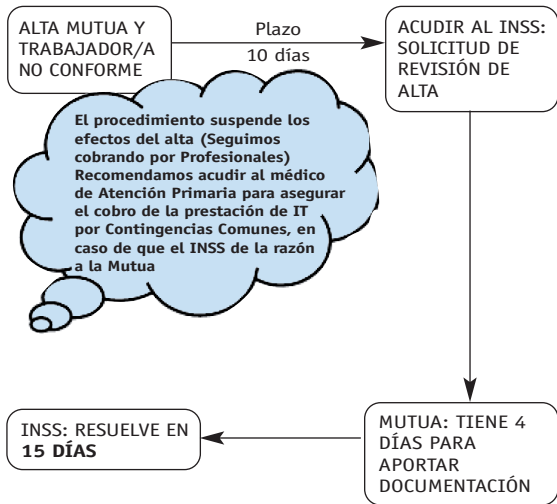 ALTA MUTUA Y
TRABAJADOR/A
NO CONFORME
Plazo
10 días
ACUDIR AL INSS:
SOLICITUD DE
REVISIÓN DE
ALTA
El procedimiento suspende los
efectos del alta (Seguimos
cobrando por Profesionales)
Recomendamos acudir al médico
de Atención Primaria para asegurar
el cobro de la prestación de IT
por Contingencias Comunes, en
caso de que el INSS de la razón
a la Mutua
MUTUA: TIENE 4
DÍAS PARA
APORTAR
DOCUMENTACIÓN
INSS: RESUELVE EN
15 DÍAS